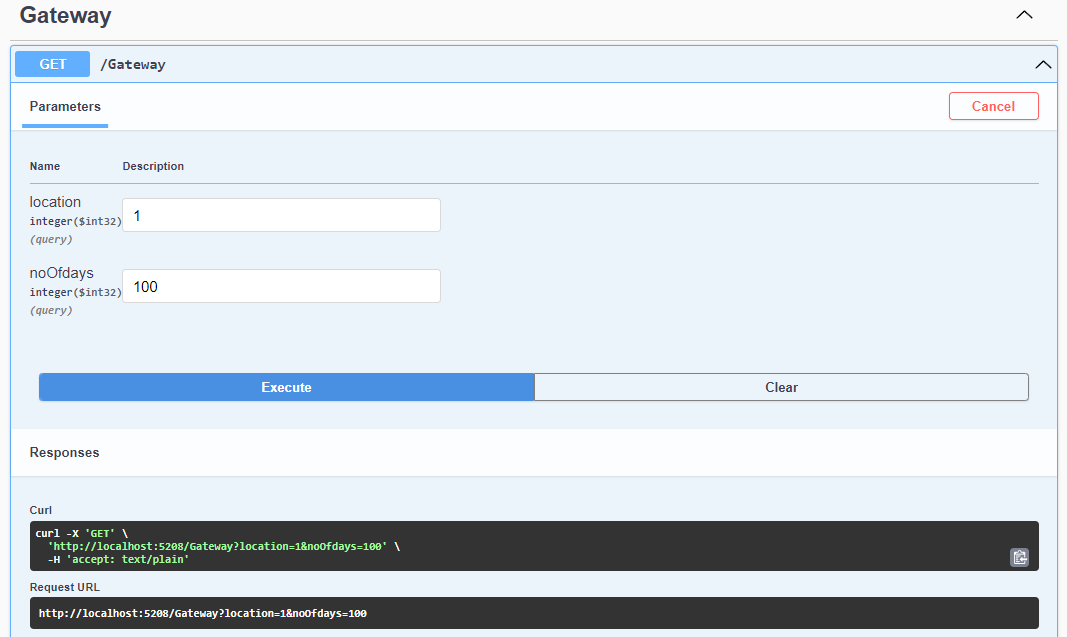 Gateway
GET /Gateway
Parameters Cancel
Name Description
location
integer($int32)
(query)
1
noOfdays
integer($int32)
(query)
100
Execute Clear
Responses
Curl
curl -X 'GET' \
'http://localhost:5208/Gateway?location=1&noOfdays=100' \
-H 'accept: text/plain'
Request URL
http://localhost:5208/Gateway?location=1&noOfdays=100